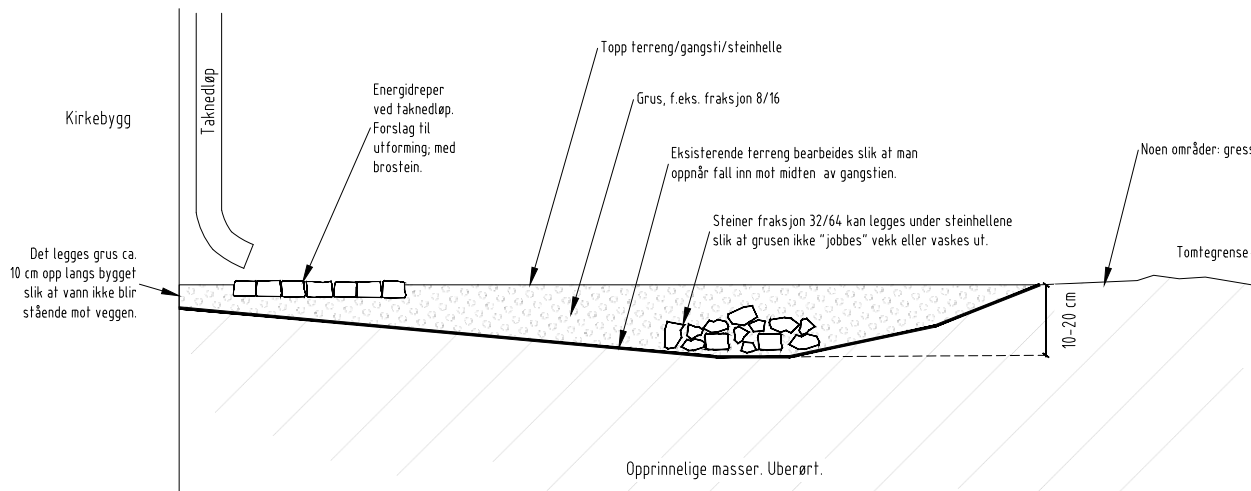 Topp terreng/gangsti/steinhelle
Taknedløp
Energidreper
ved taknedløp.
Forslag til
utforming; med
brostein.
Grus, f.eks. fraksjon 8/16
Kirkebygg
Eksisterende terreng bearbeides slik at man
oppnår fall inn mot midten av gangstien.
Noen områder: gress
Steiner fraksjon 32/64 kan legges under steinhellene
slik at grusen ikke "jobbes" vekk eller vaskes ut.
Det legges grus ca.
10 cm opp langs bygget
slik at vann ikke blir
stående mot veggen.
Tomtegrense
10-20 cm
Opprinnelige masser. Uberørt.